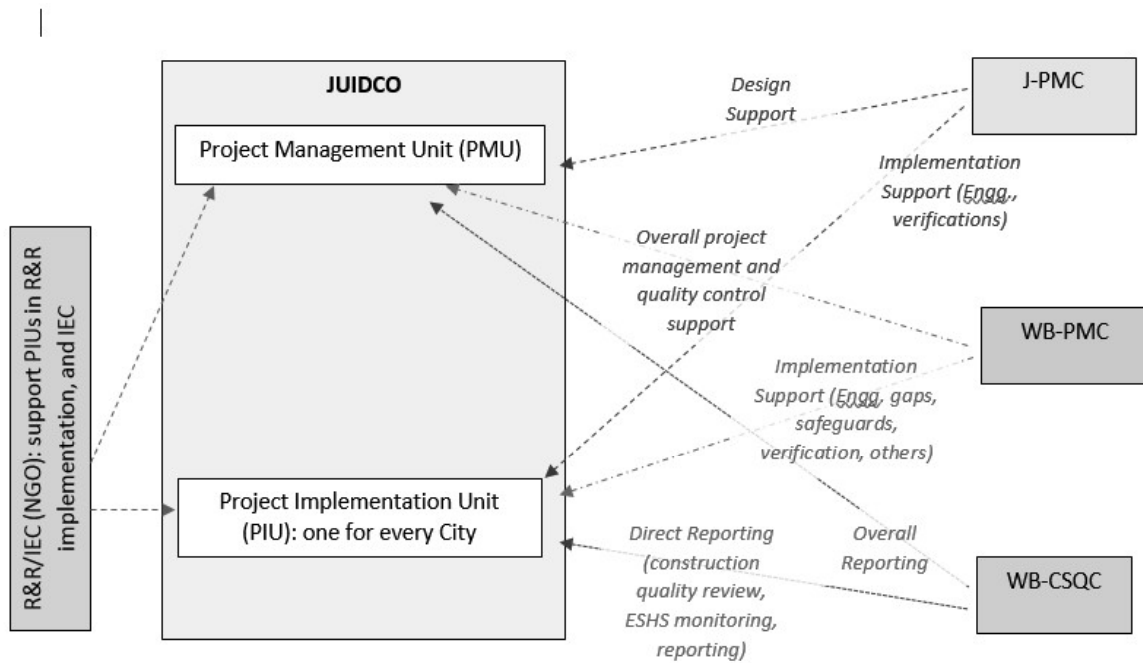 JUIDCO
Project Management Unit (PMU)
Project Implementation Unit
(PIU): one for every City
R&R/IEC (NGO): support PIUs in R&R
implementation, and IEC
Design
Support
J-PMC
Implementation
Support (Engg.,
verifications)
Overall project
management and
quality control
support
WB-PMC
Implementation
Support (Engg, gaps,
safeguards,
verification, others)
Direct Reporting
(construction
quality review,
ESHS monitoring,
reporting)
Overall
Reporting
WB-CSQC